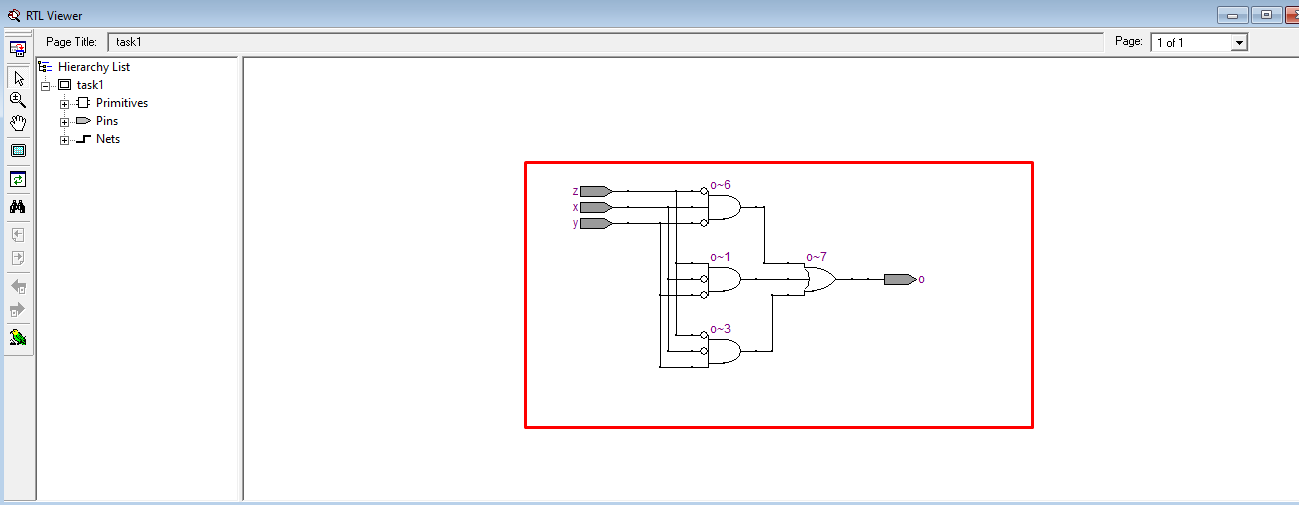 RTL Viewer
Page Title: task1
Page: 1 of 1
Hierarchy List
task1
Primitives
Pins
Nets
z
x
y
o~6
o~1
o~7
o
o~3